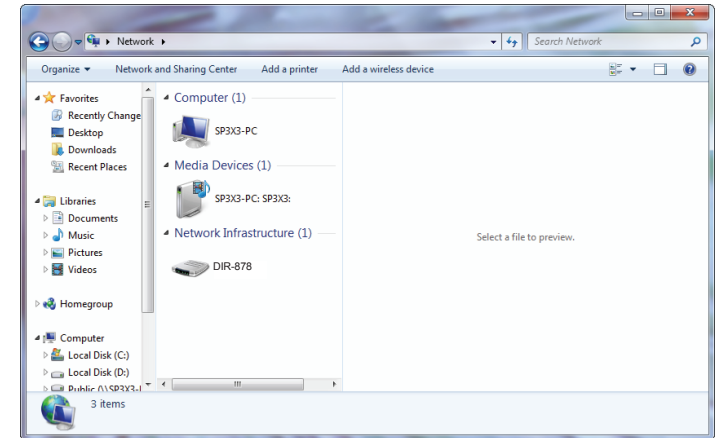 Network
Search Network
Organize
Network and Sharing Center
Add a printer
Add a wireless device
Favorites
Recently Change
Desktop
Downloads
Recent Places
Libraries
Documents
Music
Pictures
Videos
Homegroup
Computer
Local Disk (C:)
Local Disk (D:)
Computer (1)
SP3X3-PC
Media Devices (1)
SP3X3-PC: SP3X3:
Network Infrastructure (1)
DIR-878
Select a file to preview.
3 items